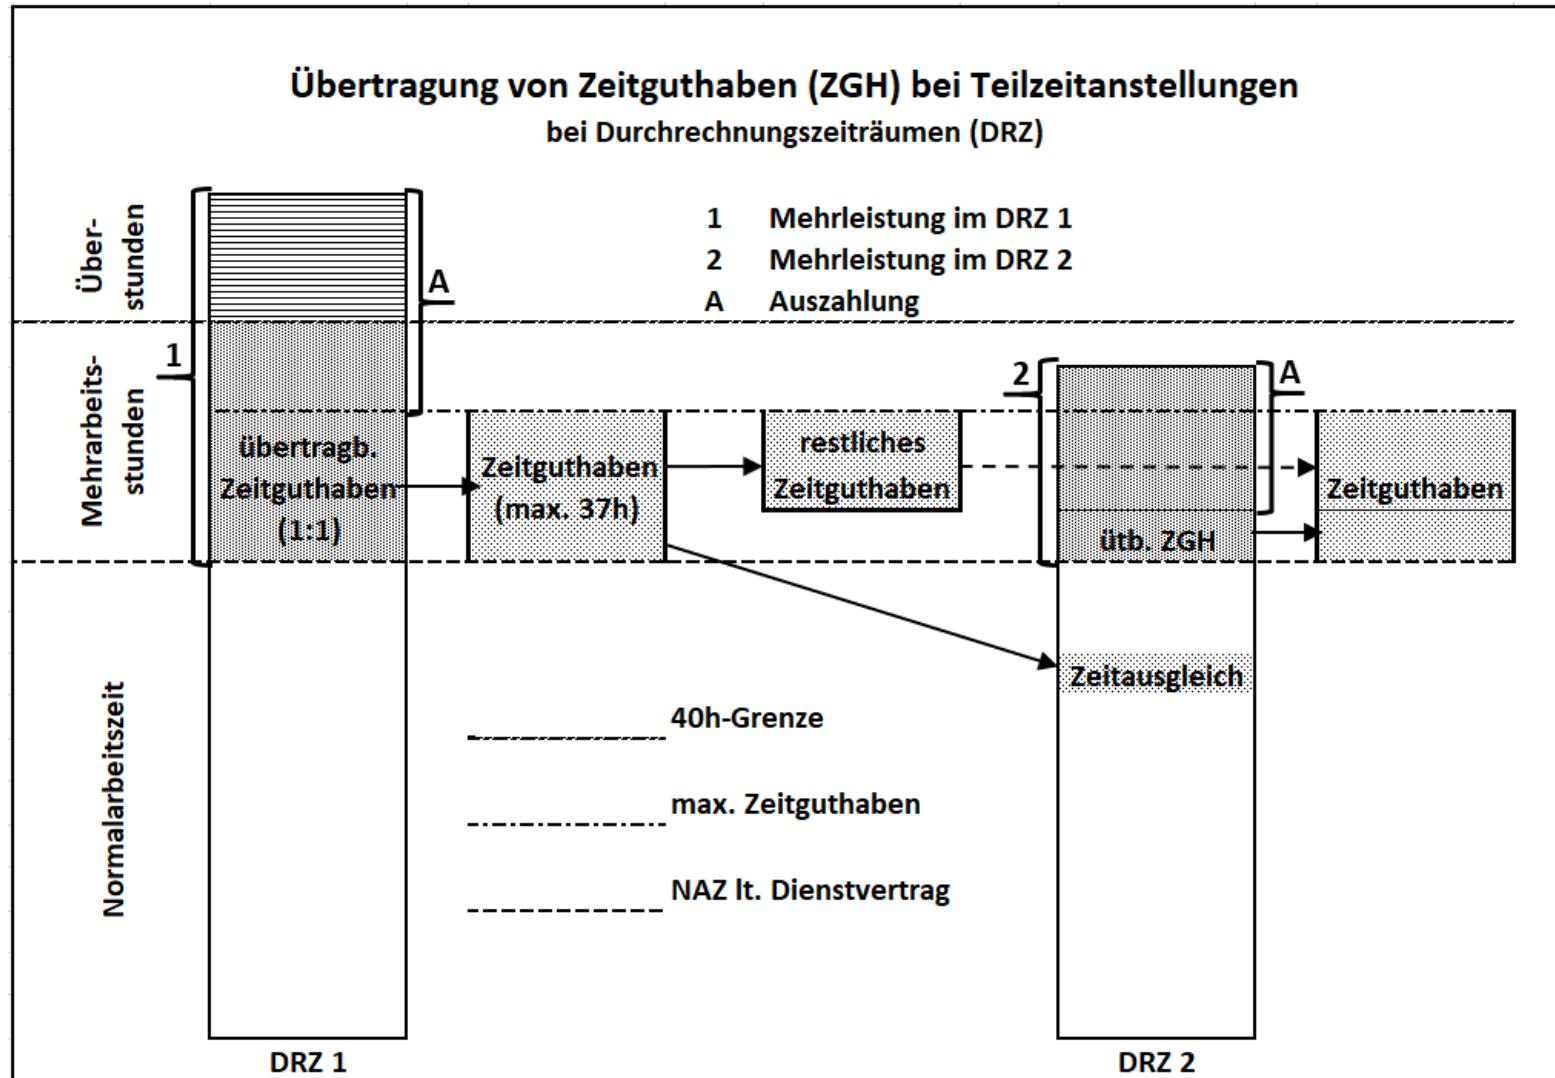 Übertragung von Zeitguthaben (ZGH) bei Teilzeitanstellungen
bei Durchrechnungszeiträumen (DRZ)
Über-
stunden
A
1 Mehrleistung im DRZ 1
2 Mehrleistung im DRZ 2
A Auszahlung
Mehrarbeits-
stunden
1
2
A
übertragb.
Zeitguthaben
(1:1)
Zeitguthaben
(max. 37h)
restliches
Zeitguthaben
Zeitguthaben
ütb. ZGH
Zeitausgleich
Normalarbeitszeit
40h-Grenze
max. Zeitguthaben
NAZ lt. Dienstvertrag
DRZ 1
DRZ 2